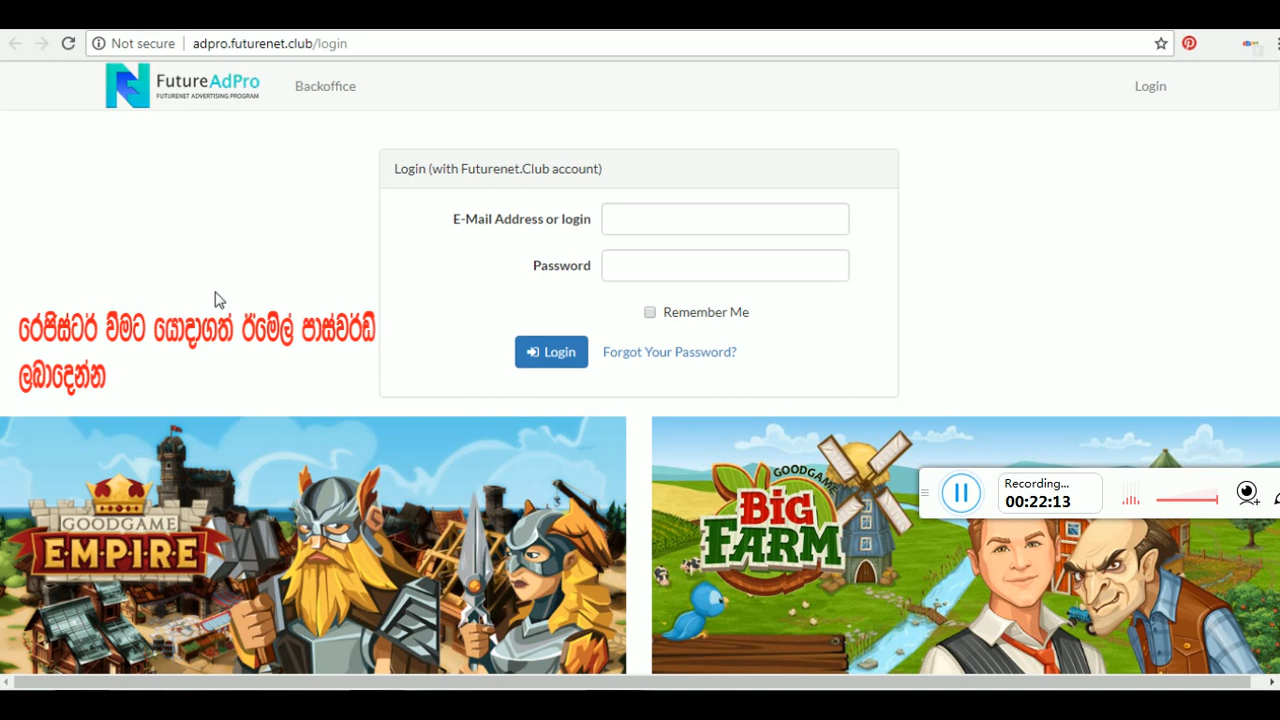 Not secure
adpro.futurenet.club/login
FutureAdPro
FUTURENET ADVERTISING PROGRAM
Backoffice
Login
Login (with Futurenet.Club account)
E-Mail Address or login
Password
Remember Me
Login
Forgot Your Password?
රෙජිස්ටර් වීමට යොදාගත් ඊමේල් පාස්වර්ඩ්
ලබාදෙන්න
GOODGAME
EMPIRE
GOODGAME
BIG
FARM
Recording...
00:22:13